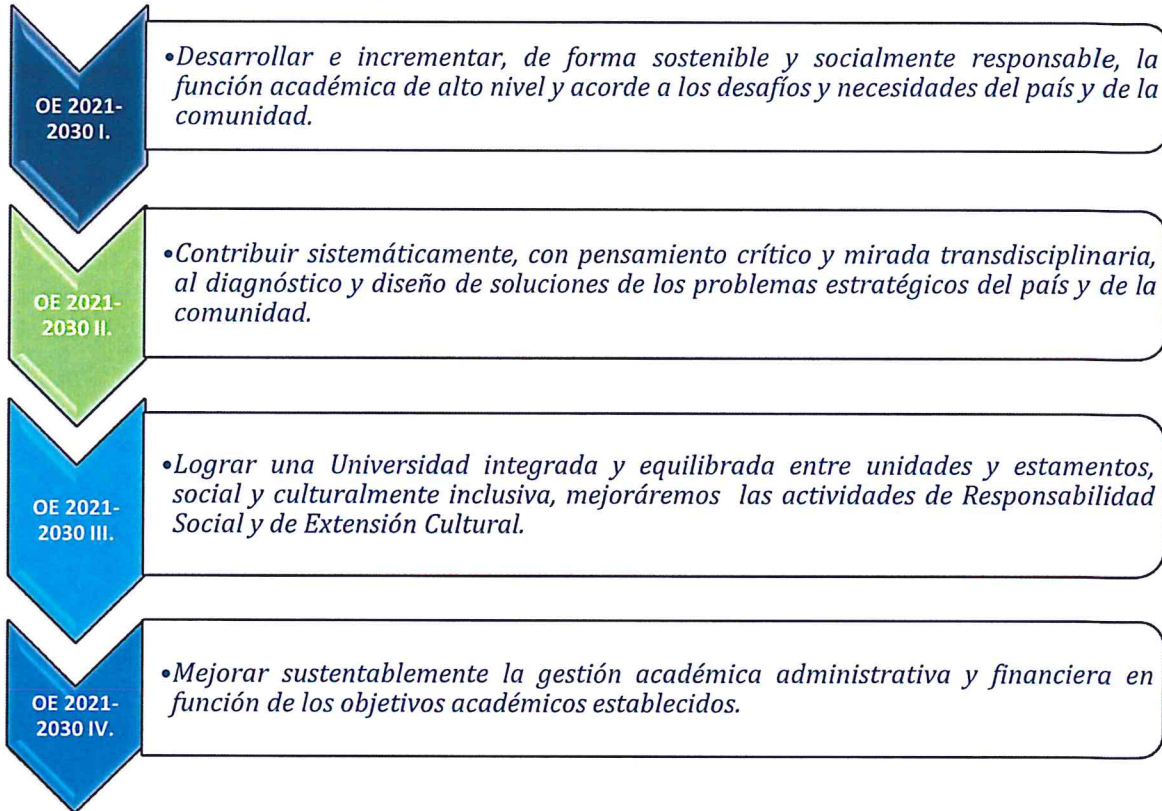 OE 2021-
2030 I.
•Desarrollar e incrementar, de forma sostenible y socialmente responsable, la
función académica de alto nivel y acorde a los desafíos y necesidades del país y de la
comunidad.
OE 2021-
2030 II.
•Contribuir sistemáticamente, con pensamiento crítico y mirada transdisciplinaria,
al diagnóstico y diseño de soluciones de los problemas estratégicos del país y de la
comunidad.
OE 2021-
2030 III.
•Lograr una Universidad integrada y equilibrada entre unidades y estamentos,
social y culturalmente inclusiva, mejoráremos las actividades de Responsabilidad
Social y de Extensión Cultural.
OE 2021-
2030 IV.
•Mejorar sustentablemente la gestión académica administrativa y financiera en
función de los objetivos académicos establecidos.